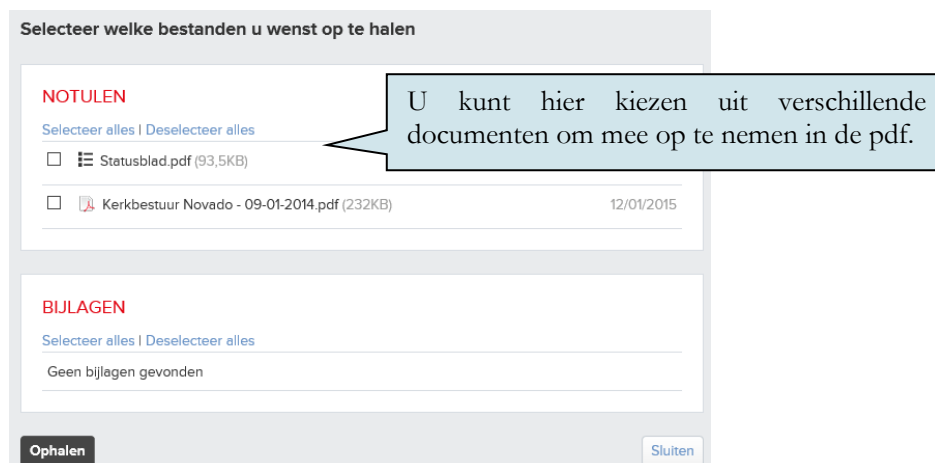 Selecteer welke bestanden u wenst op te halen
NOTULEN
U kunt hier kiezen uit verschillende
documenten om mee op te nemen in de pdf.
Selecteer alles | Deselecteer alles
Statusblad.pdf (93,5KB)
Kerkbestuur Novado - 09-01-2014.pdf (232KB) 12/01/2015
BIJLAGEN
Selecteer alles | Deselecteer alles
Geen bijlagen gevonden
Ophalen Sluiten